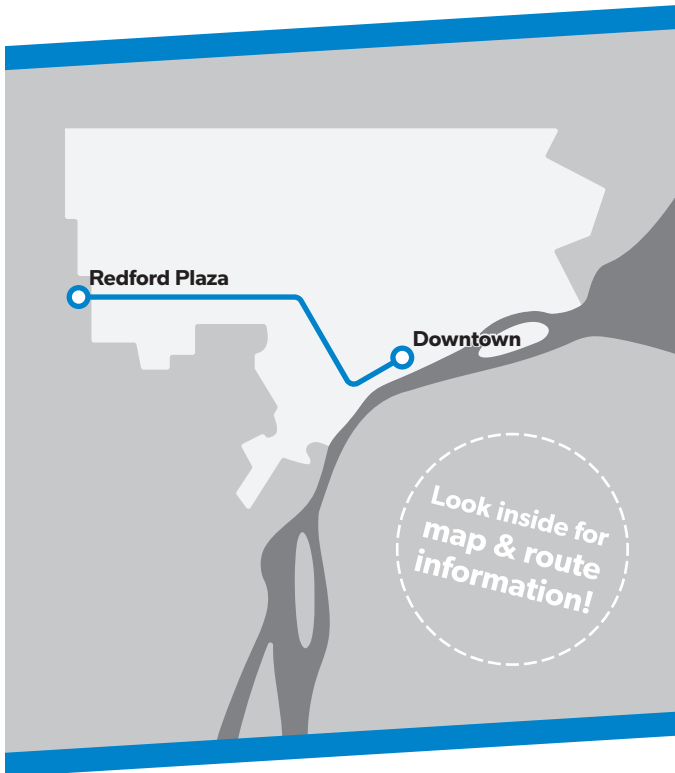 Redford Plaza
Downtown
Look inside for
map & route
information!